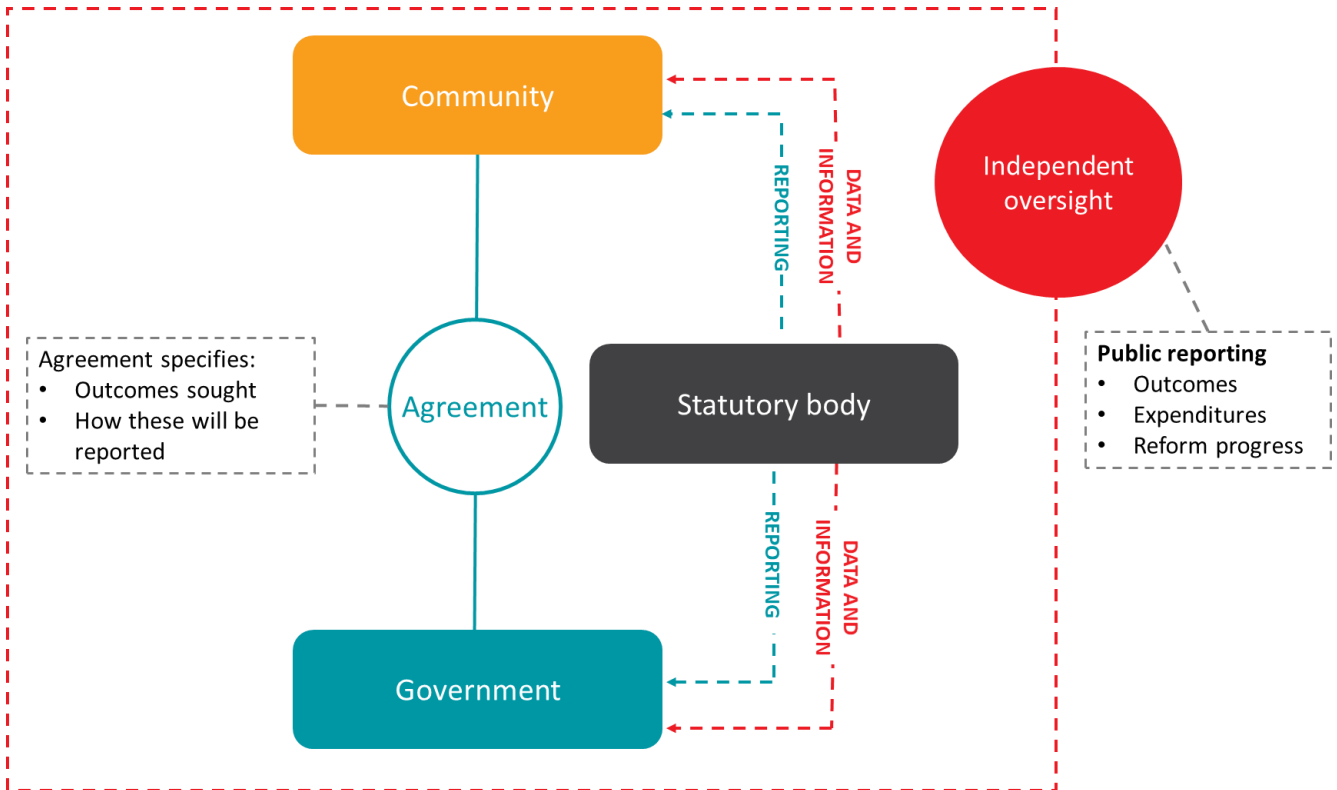 Community
REPORTING
DATA AND
INFORMATION
Independent
oversight
Agreement specifies:
• Outcomes sought
• How these will be
reported
Agreement
Statutory body
Public reporting
• Outcomes
• Expenditures
• Reform progress
REPORTING
DATA AND
INFORMATION
Government